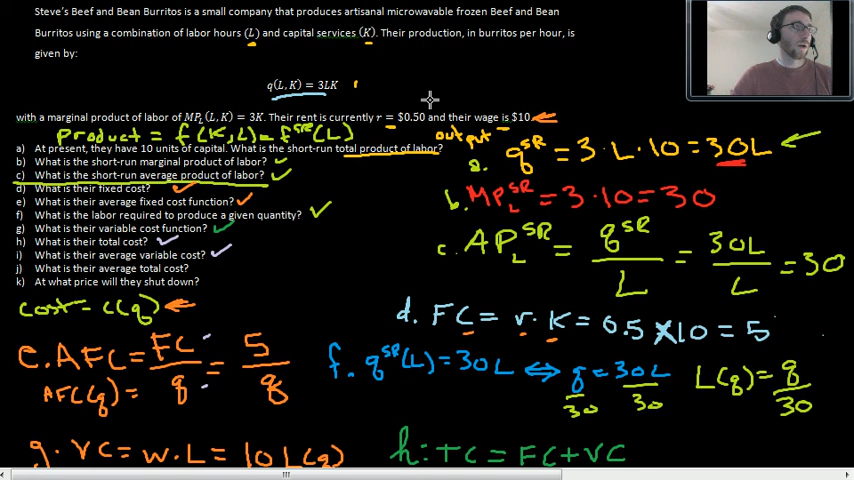 Steve's Beef and Bean Burritos is a small company that produces artisanal microwavable frozen Beef and Bean
Burritos using a combination of labor hours (L) and capital services (K). Their production, in burritos per hour, is
given by:
q(L, K) = 3LK
with a marginal product of labor of MP_L(L, K) = 3K. Their rent is currently r = $0.50 and their wage is $10.
Product = f(K,L) = f^SR(L)
output
a) At present, they have 10 units of capital. What is the short-run total product of labor?
b) What is the short-run marginal product of labor?
c) What is the short-run average product of labor?
d) What is their fixed cost?
e) What is their average fixed cost function?
f) What is the labor required to produce a given quantity?
g) What is their variable cost function?
h) What is their total cost?
i) What is their average variable cost?
j) What is their average total cost?
k) At what price will they shut down?
a. q^SR = 3·L·10 = 30L
b. MP_L^SR = 3·10 = 30
c. AP_L^SR = q^SR / L = 30L / L = 30
Cost = C(q)
d. FC = r·K = 0.5 × 10 = 5
e. AFC = FC / q = 5 / q
AFC(q) =
f. q^SR(L) = 30L ⇔ q / 30 = 30L / 30
L(q) = q / 30
g. VC = w·L = 10L(q)
h: TC = FC + VC